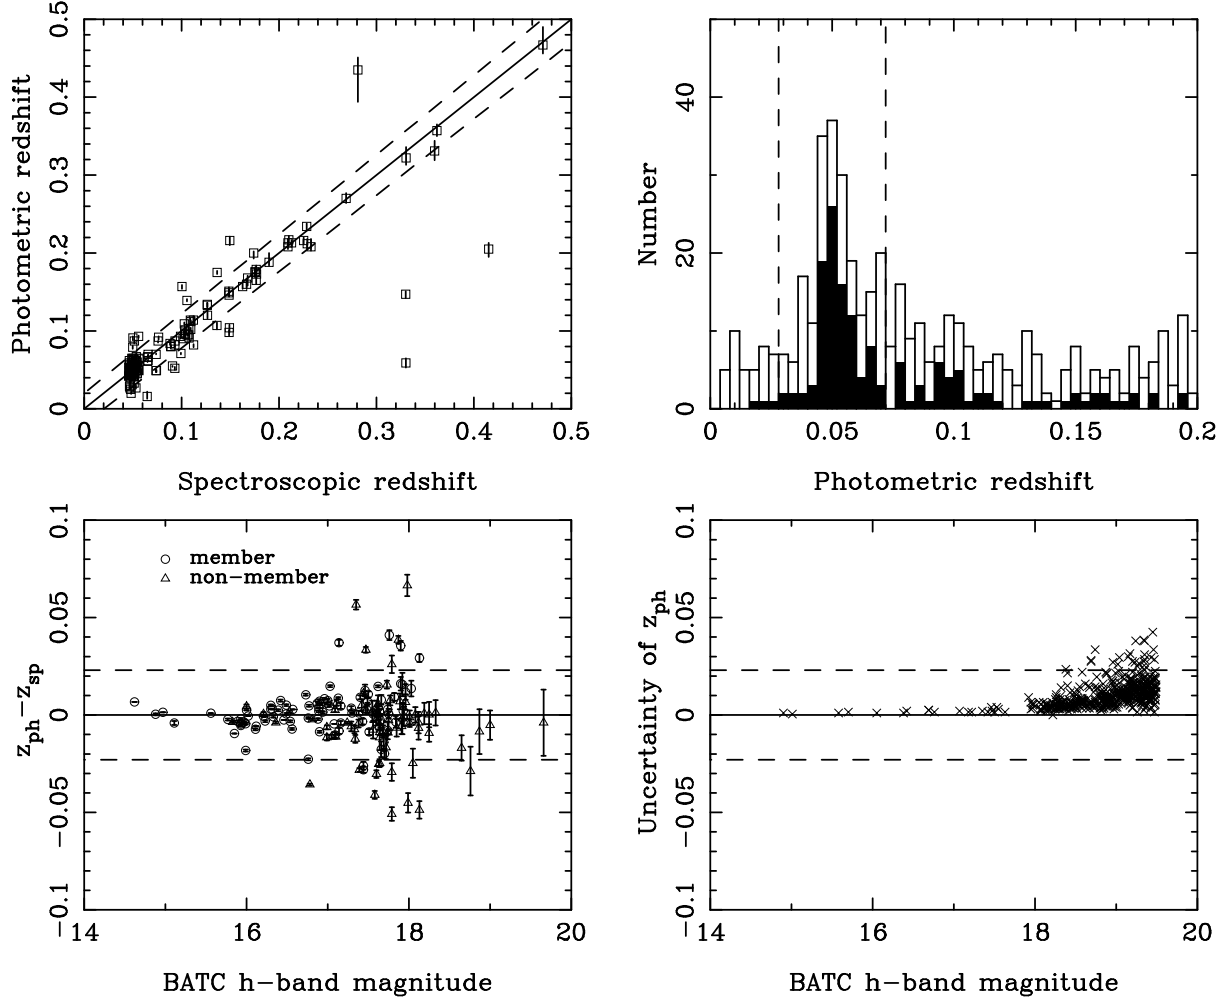 Photometric redshift
0.5
0.4
0.3
0.2
0.1
0
0 0.1 0.2 0.3 0.4 0.5
Spectroscopic redshift
Number
40
20
0
0 0.05 0.1 0.15 0.2
Photometric redshift
zph−zsp
0.1
0.05
0
−0.05
−0.1
member
non−member
14 16 18 20
BATC h−band magnitude
Uncertainty of zph
0.1
0.05
0
−0.05
−0.1
14 16 18 20
BATC h−band magnitude